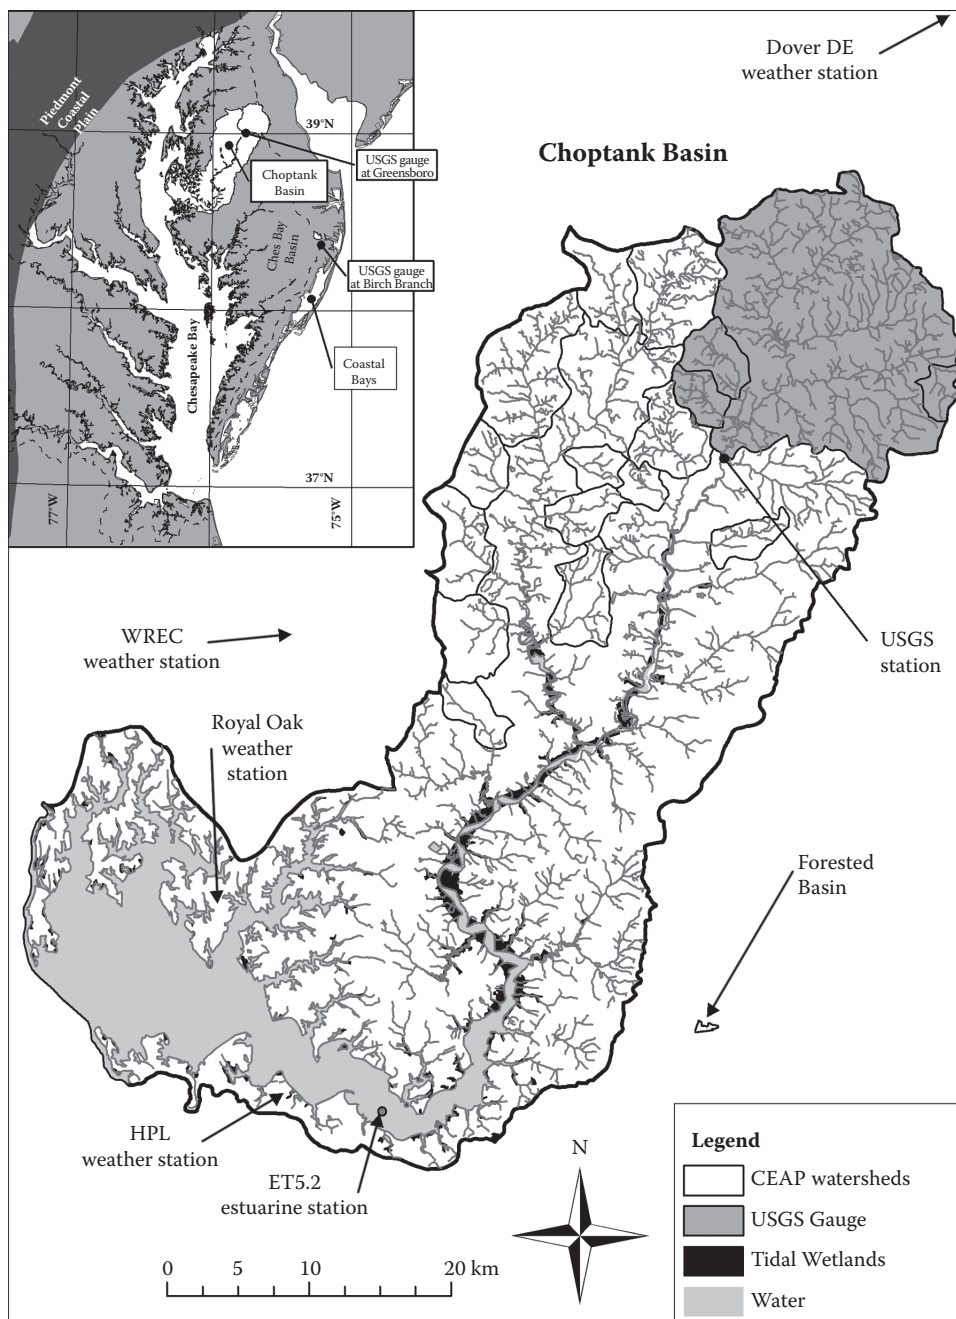 Dover DE
weather station
Choptank Basin
Piedmont
Coastal
Plain
39°N
USGS gauge
at Greensboro
Choptank
Basin
Ches Bay
Basin
USGS gauge
at Birch Branch
Chesapeake Bay
Coastal
Bays
37°N
77°W
75°W
WREC
weather station
USGS
station
Royal Oak
weather
station
Forested
Basin
HPL
weather station
ET5.2
estuarine station
N
0 5 10 20 km
Legend
CEAP watersheds
USGS Gauge
Tidal Wetlands
Water